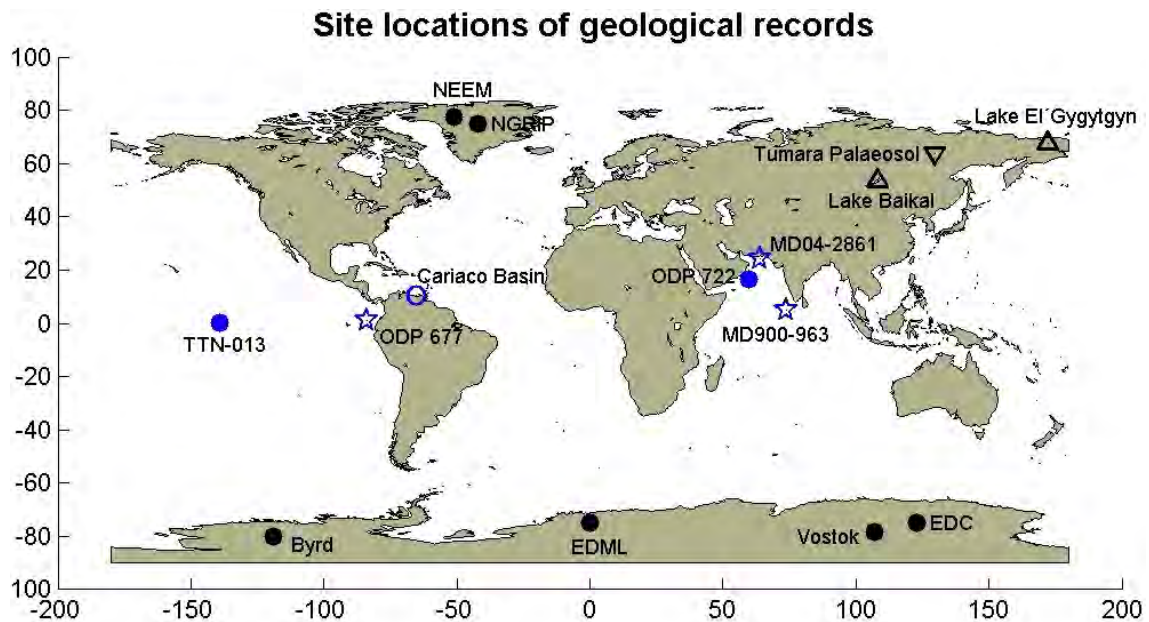 Site locations of geological records
100
80
60
40
20
0
-20
-40
-60
-80
100
-200
-150
-100
-50
0
50
100
150
200
NEEM
NGRIP
Lake El´Gygytgyn
Tumara Palaeosol
Lake Baikal
MD04-2861
ODP 722
Cariaco Basin
TTN-013
ODP 677
MD900-963
Byrd
EDML
Vostok
EDC